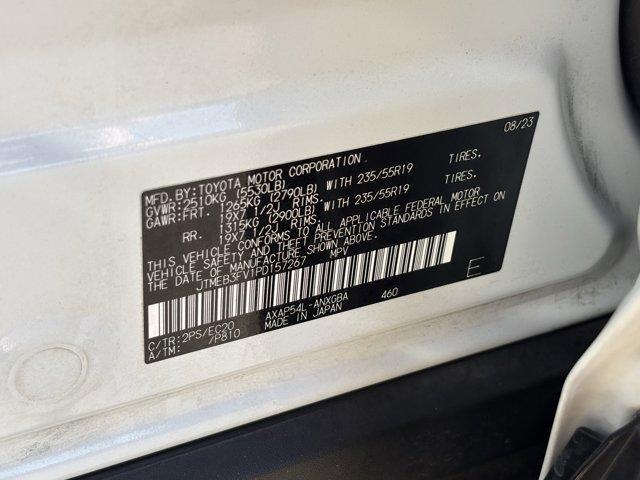 08/23
MFD.BY:TOYOTA MOTOR CORPORATION
GVWR:2510KG (5530LB)
GAWR:FRT. 1265KG (2790LB) WITH 235/55R19 TIRES.
19X7 1/2J RIMS.
RR. 1315KG (2900LB) WITH 235/55R19 TIRES.
19X7 1/2J RIMS.
THIS VEHICLE CONFORMS TO ALL APPLICABLE FEDERAL MOTOR
VEHICLE SAFETY AND THEFT PREVENTION STANDARDS IN EFFECT ON
THE DATE OF MANUFACTURE SHOWN ABOVE.
JTMEB3FV1PD157267 MPV
E
C/TR:2PS/EC20 AXAP54L-ANXGBA 460
A/TM: /P810 MADE IN JAPAN